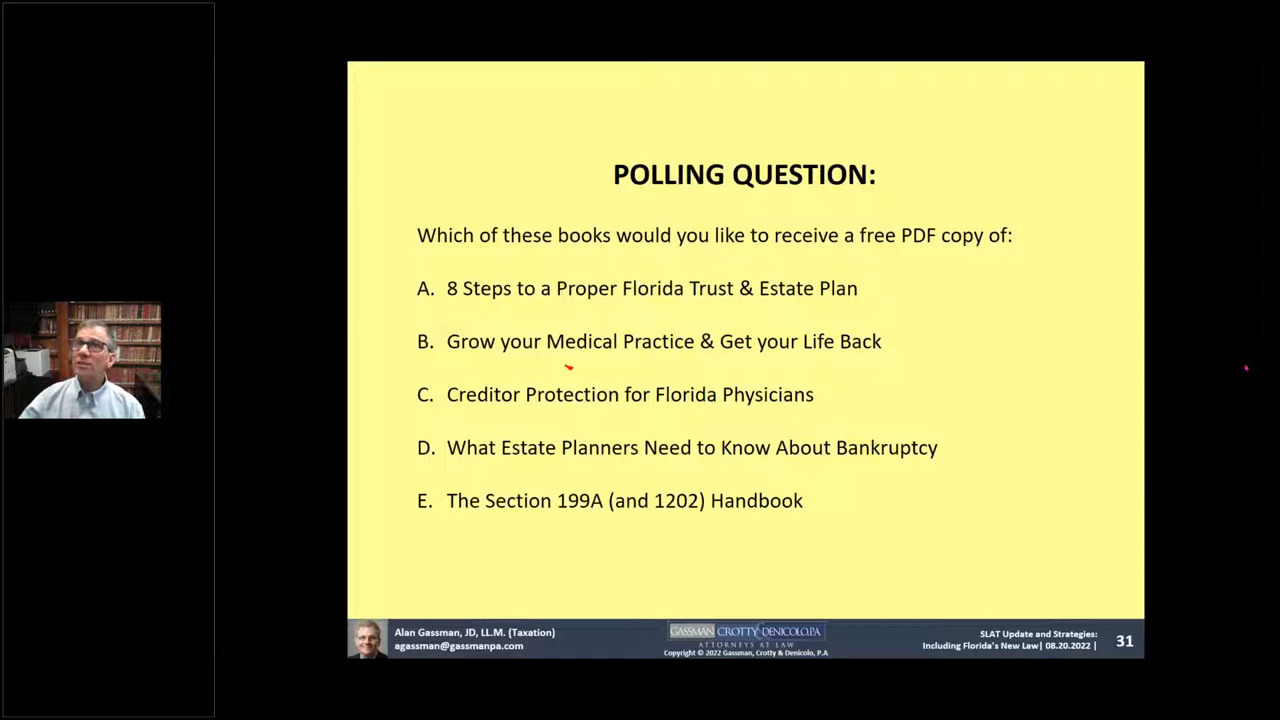 POLLING QUESTION:
Which of these books would you like to receive a free PDF copy of:
A. 8 Steps to a Proper Florida Trust & Estate Plan
B. Grow your Medical Practice & Get your Life Back
C. Creditor Protection for Florida Physicians
D. What Estate Planners Need to Know About Bankruptcy
E. The Section 199A (and 1202) Handbook
Alan Gassman, JD, LL.M. (Taxation)
agassman@gassmanpa.com
GASSMAN CROTTY & DENICOLO, P.A.
ATTORNEYS AT LAW
Copyright © 2022 Gassman, Crotty & Denicolo, P.A
SLAT Update and Strategies:
Including Florida's New Law| 08.20.2022 |
31